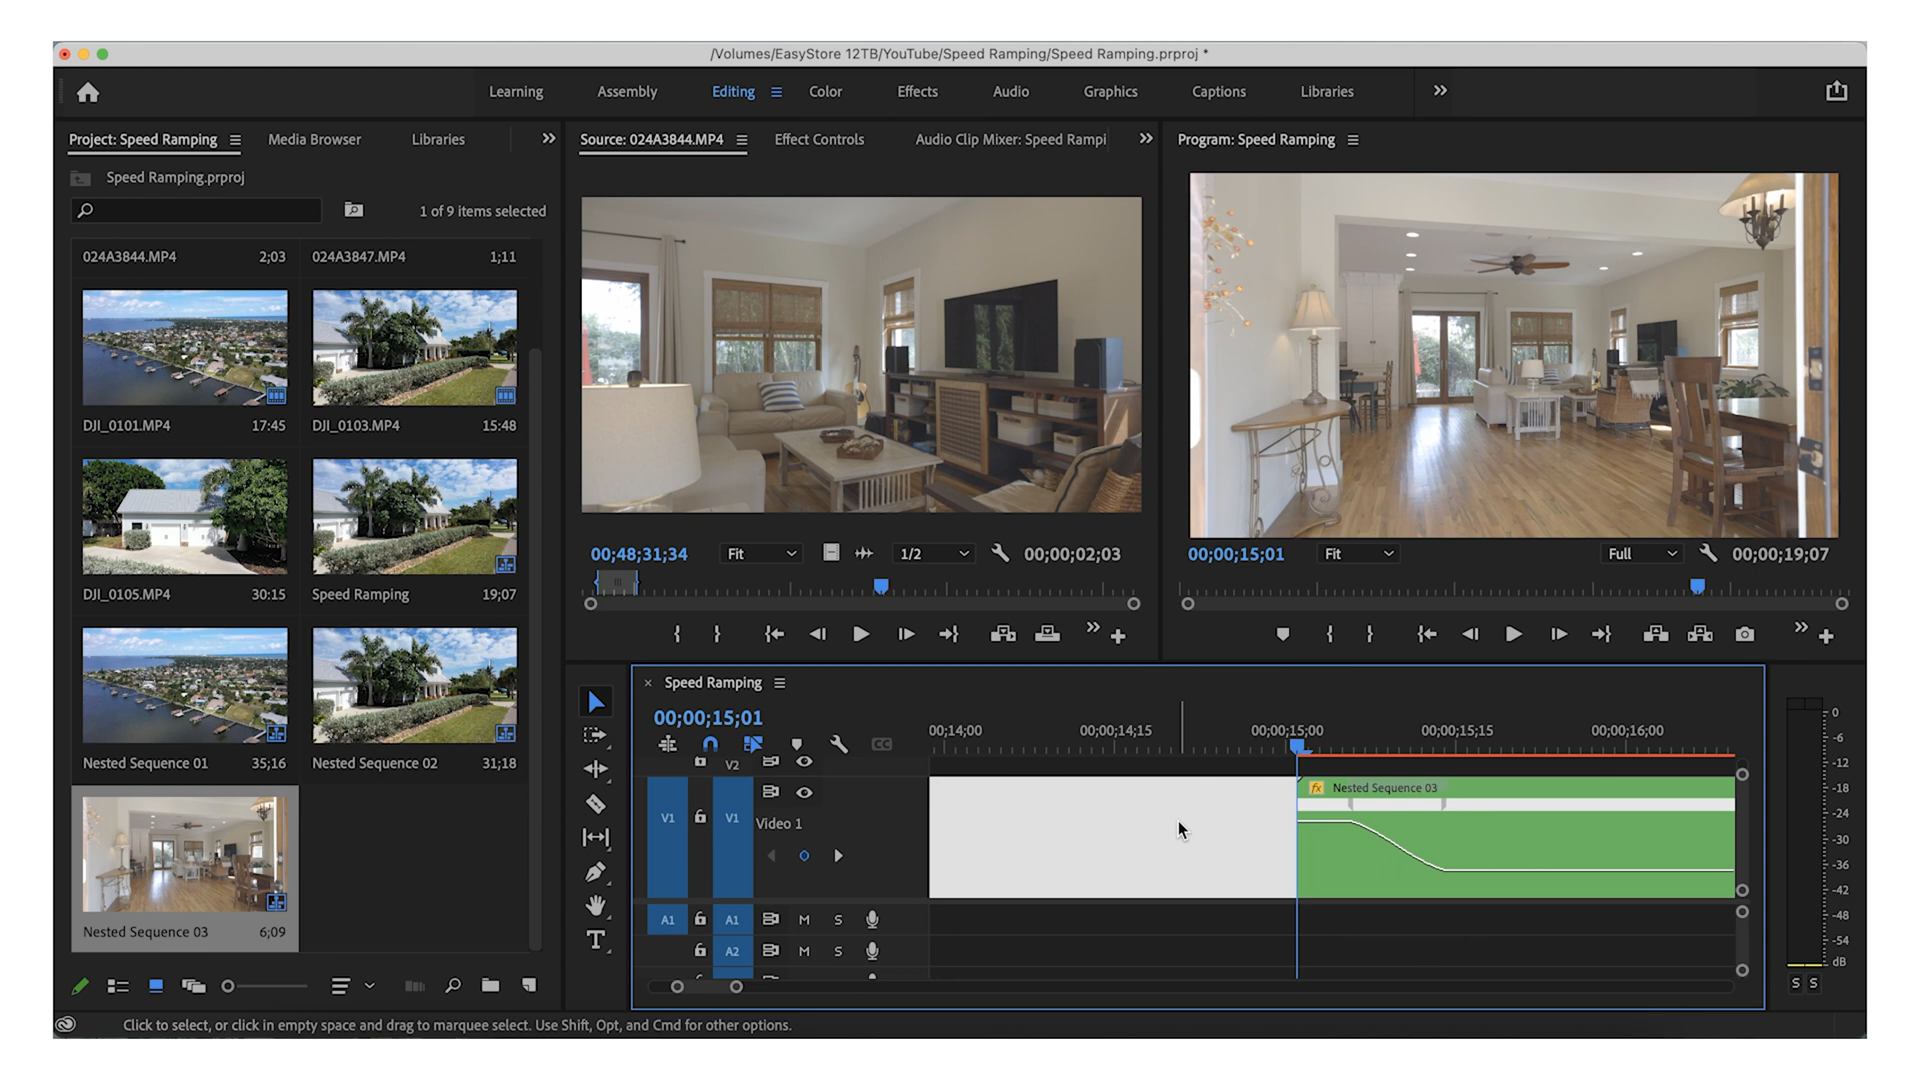 /Volumes/EasyStore 12TB/YouTube/Speed Ramping/Speed Ramping.prproj *
Learning Assembly Editing Color Effects Audio Graphics Captions Libraries
Project: Speed Ramping Media Browser Libraries
Source: 024A3844.MP4 Effect Controls Audio Clip Mixer: Speed Rampi
Program: Speed Ramping
Speed Ramping.prproj
1 of 9 items selected
024A3844.MP4 2;03 024A3847.MP4 1;11
DJI_0101.MP4 17:45 DJI_0103.MP4 15:48
DJI_0105.MP4 30:15 Speed Ramping 19;07
Nested Sequence 01 35;16 Nested Sequence 02 31;18
Nested Sequence 03 6;09
00;48;31;34 Fit 1/2 00;00;02;03
00;00;15;01 Fit Full 00;00;19;07
Speed Ramping
00;00;15;01
00;14;00 00;00;14;15 00;00;15;00 00;00;15;15 00;00;16;00
CC
V2
fx Nested Sequence 03
V1 V1 Video 1
A1 A1 M S
A2 M S
T
0
-6
-12
-18
-24
-30
-36
-42
-48
-54
dB
S S
Click to select, or click in empty space and drag to marquee select. Use Shift, Opt, and Cmd for other options.